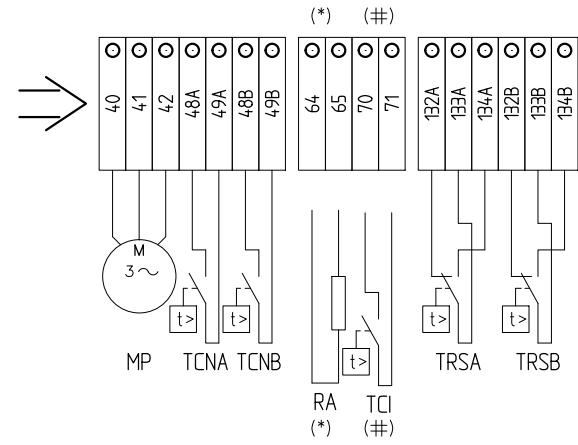 (*) (#)
40 41 42 48A 49A 48B 49B 64 65 70 71 132A 133A 134A 132B 133B 134B
M
3~
t> t> t> t> t>
MP TCNA TCNB TRSA TRSB
RA TCI
(*) (#)